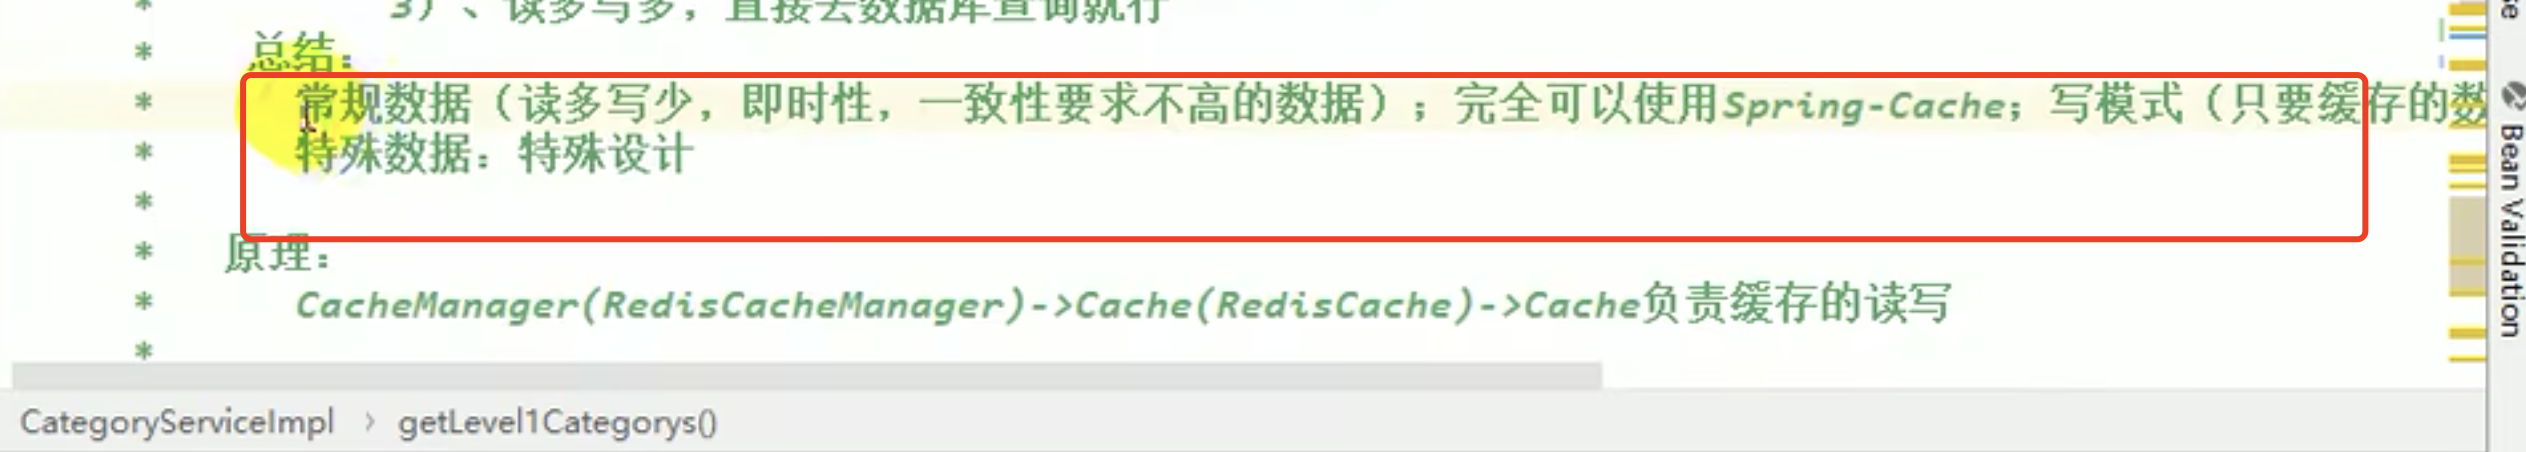 * 3）、读多写多，直接去数据库查询就行
* 总结：
* 常规数据（读多写少，即时性，一致性要求不高的数据）；完全可以使用Spring-Cache；写模式（只要缓存的数
* 特殊数据：特殊设计
*
* 原理：
* CacheManager(RedisCacheManager)->Cache(RedisCache)->Cache负责缓存的读写
*
CategoryServiceImpl › getLevel1Categorys()
Bean Validation